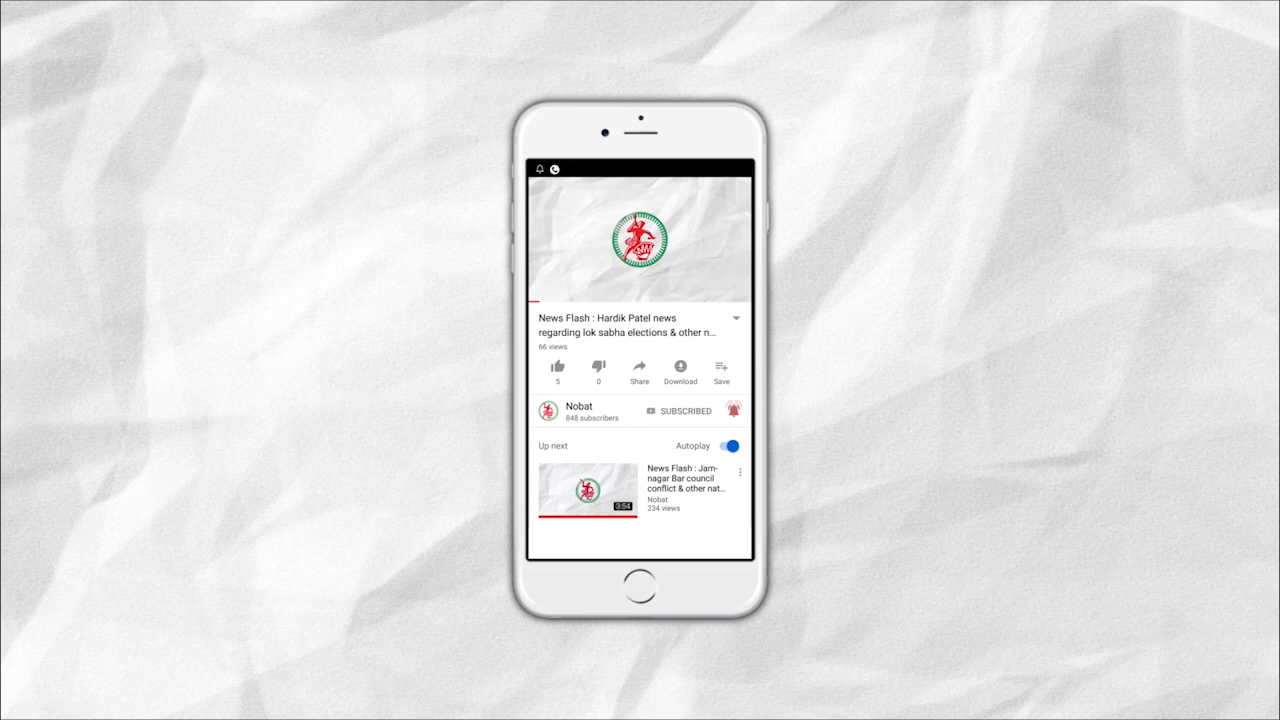 News Flash : Hardik Patel news
regarding lok sabha elections & other n...
66 views
5
0
Share
Download
Save
Nobat
848 subscribers
SUBSCRIBED
Up next
Autoplay
3:54
News Flash : Jam-
nagar Bar council
conflict & other nat...
Nobat
234 views